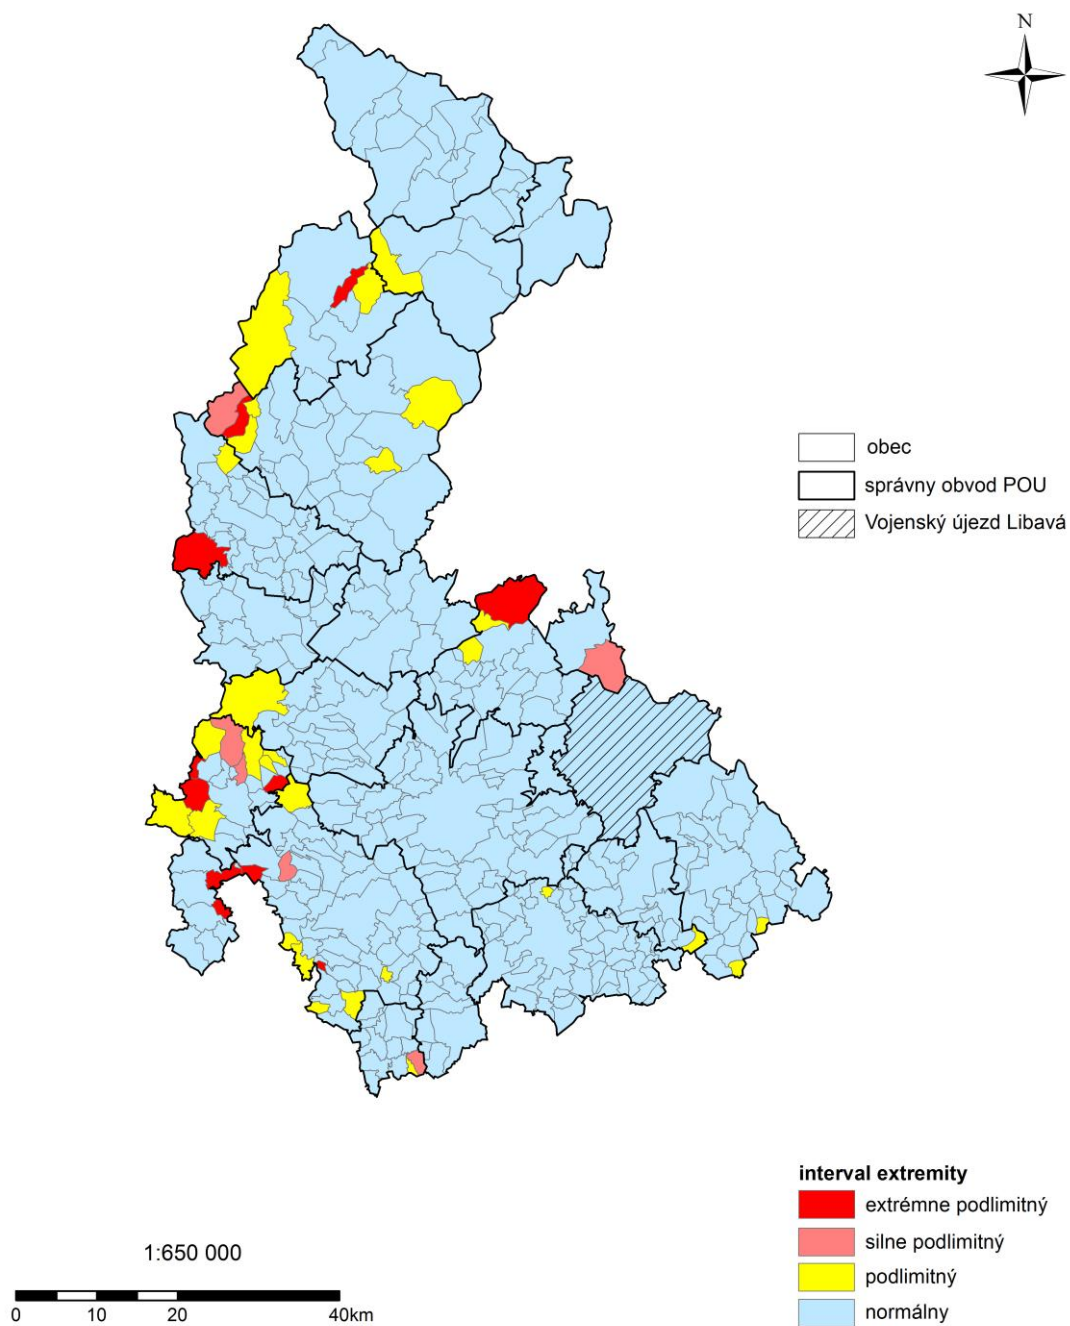 N
obec
správny obvod POU
Vojenský újezd Libavá
interval extremity
extrémne podlimitný
silne podlimitný
podlimitný
normálny
1:650 000
0 10 20 40km